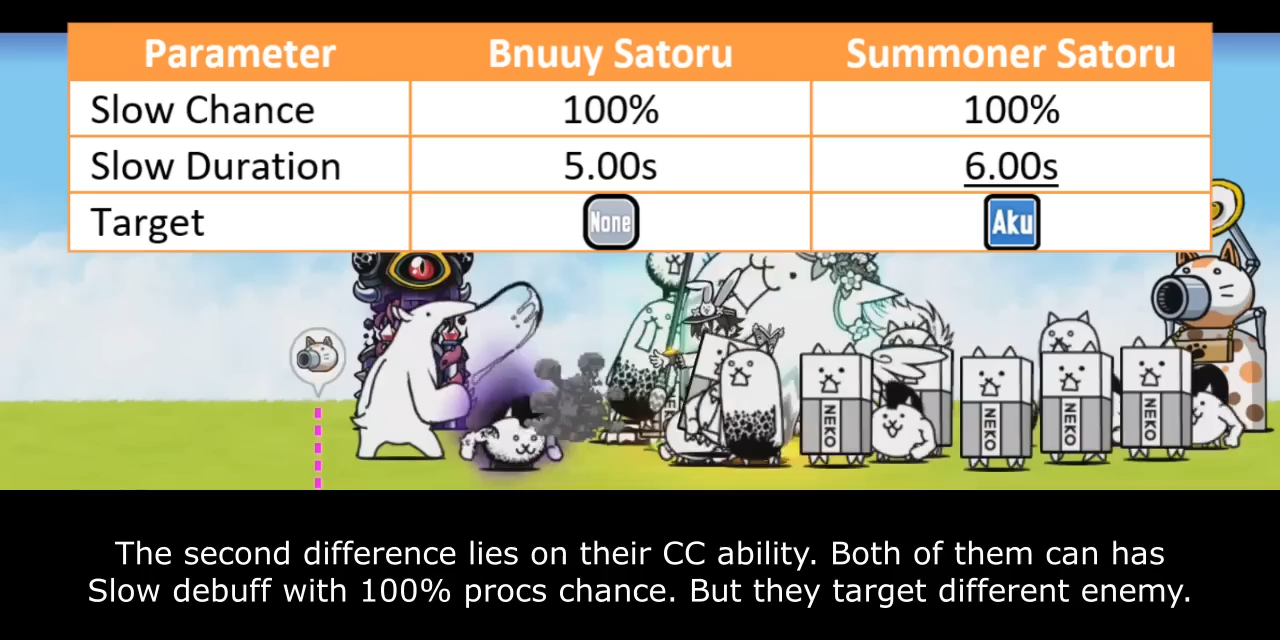 Parameter Bnuuy Satoru Summoner Satoru
Slow Chance 100% 100%
Slow Duration 5.00s 6.00s
Target None Aku
NEKO NEKO NEKO NEKO
The second difference lies on their CC ability. Both of them can has
Slow debuff with 100% procs chance. But they target different enemy.